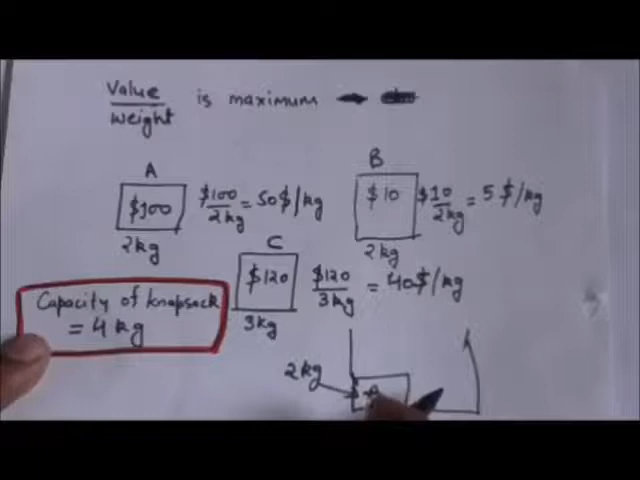 Value
weight
is maximum
A
$100
2kg
$100
2kg
= 50$/kg
B
$10
2kg
$10
2kg
= 5 $/kg
C
$120
3kg
$120
3kg
= 40$/kg
Capacity of knapsack
= 4 kg
2kg